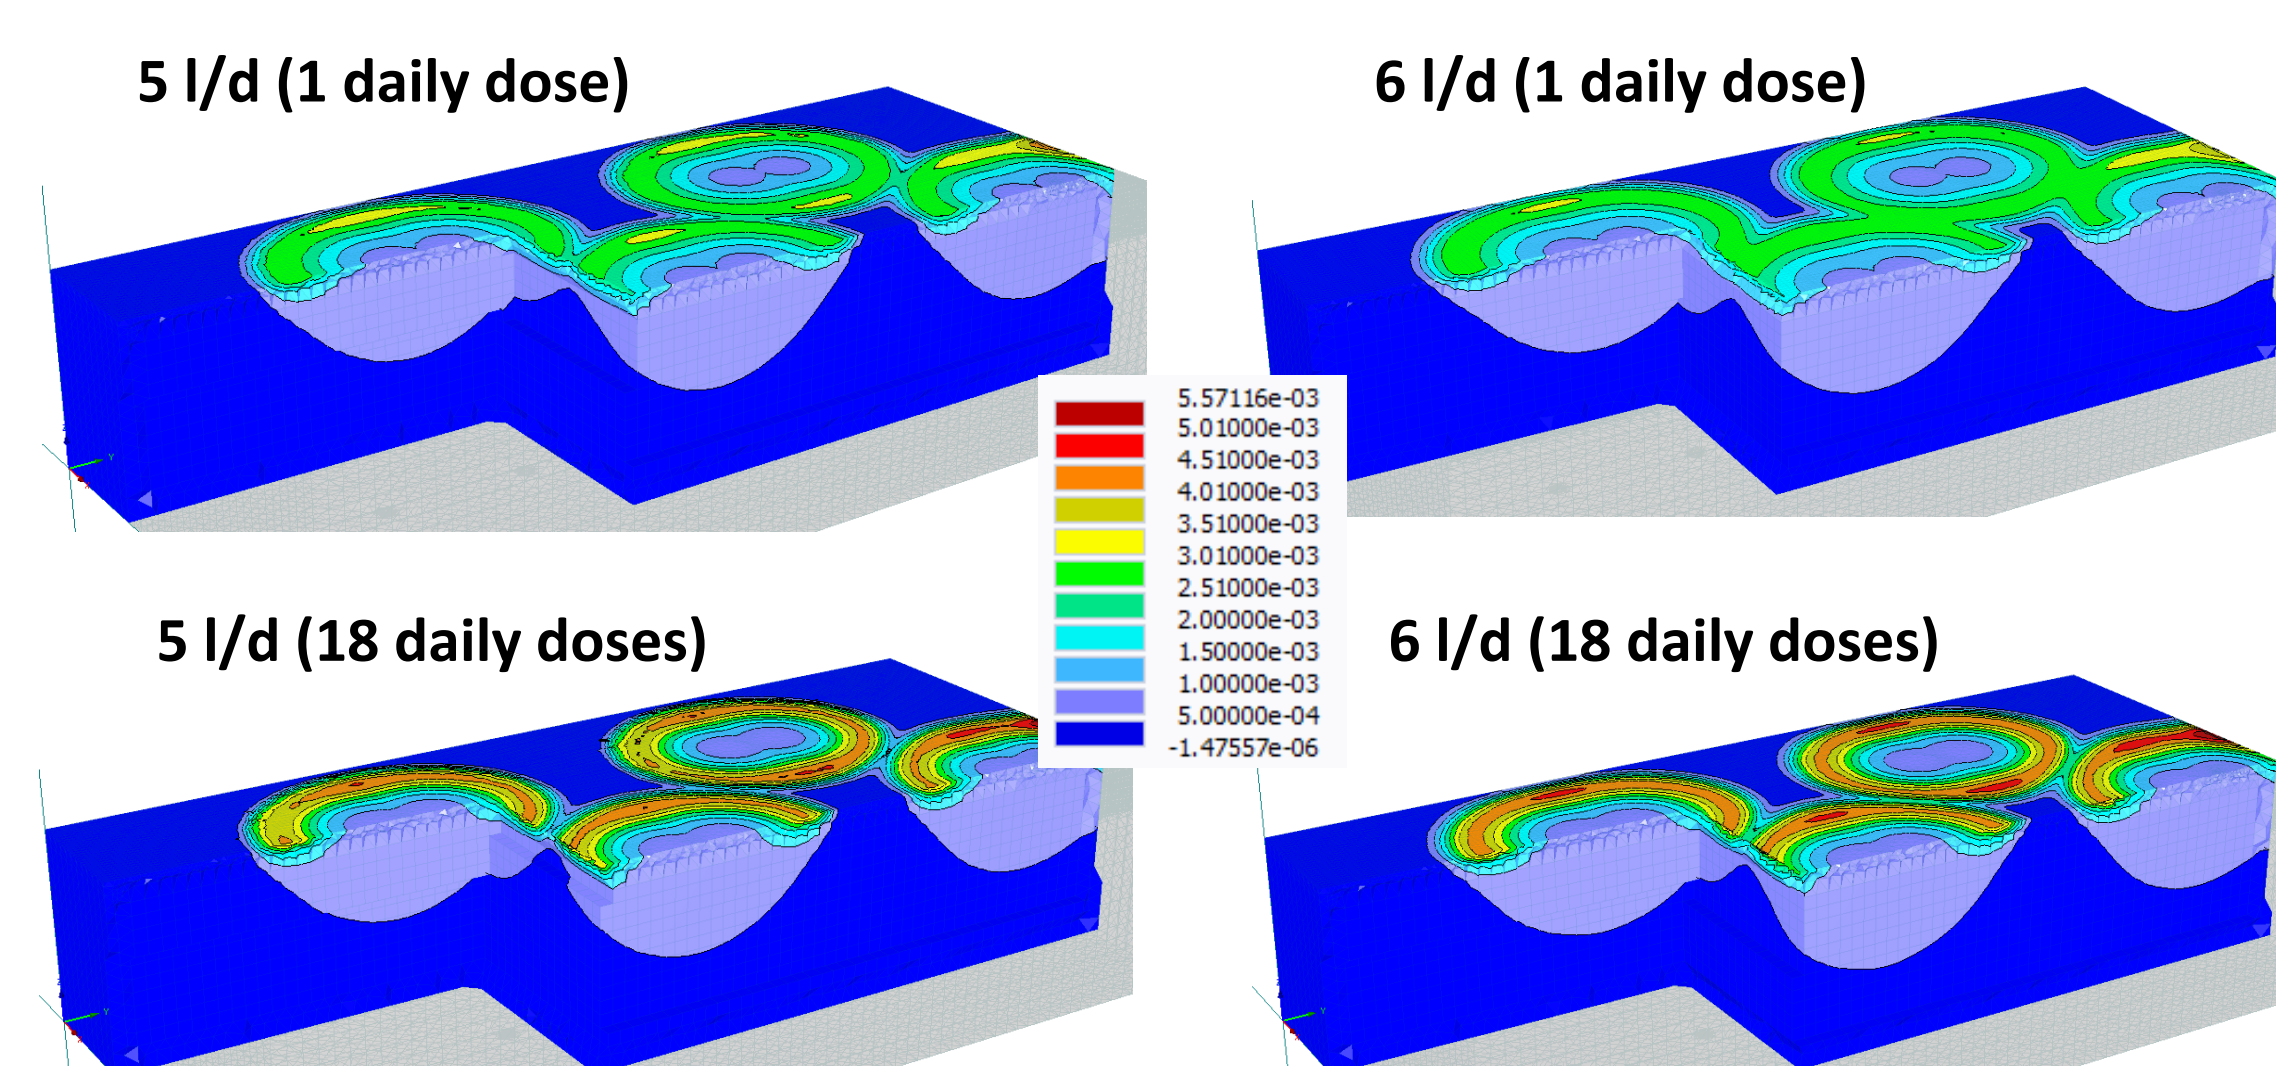 5 l/d (1 daily dose)
6 l/d (1 daily dose)
5.57116e-03
5.01000e-03
4.51000e-03
4.01000e-03
3.51000e-03
3.01000e-03
2.51000e-03
2.00000e-03
1.50000e-03
1.00000e-03
5.00000e-04
-1.47557e-06
5 l/d (18 daily doses)
6 l/d (18 daily doses)
Y
Y
Y